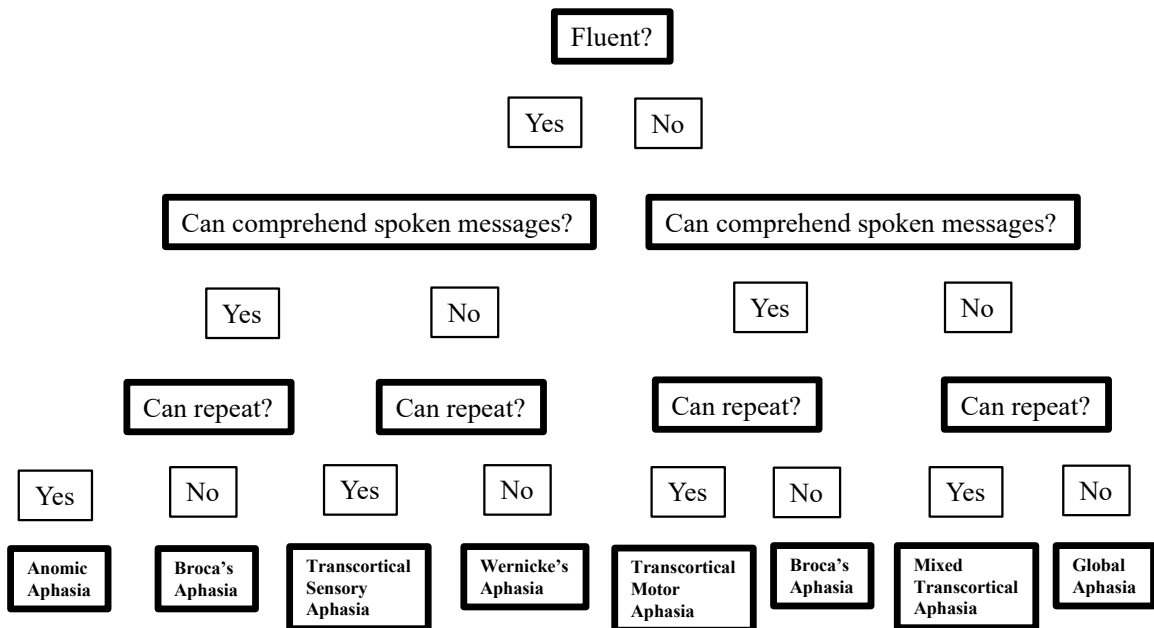 Fluent?
Yes No
Can comprehend spoken messages? Can comprehend spoken messages?
Yes No Yes No
Can repeat? Can repeat? Can repeat? Can repeat?
Yes No Yes No Yes No Yes No
Anomic
Aphasia
Broca's
Aphasia
Transcortical
Sensory
Aphasia
Wernicke's
Aphasia
Transcortical
Motor
Aphasia
Broca's
Aphasia
Mixed
Transcortical
Aphasia
Global
Aphasia